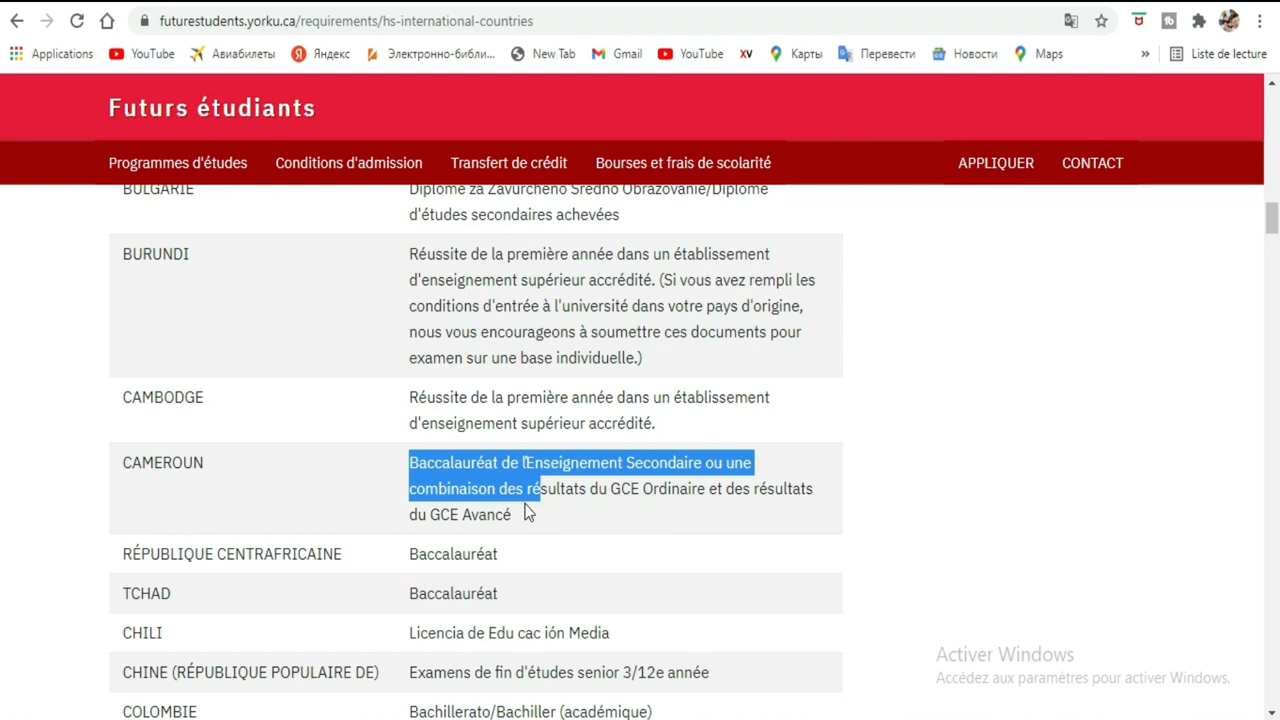 futurestudents.yorku.ca/requirements/hs-international-countries
Applications YouTube Авиабилеты Яндекс Электронно-библи... New Tab Gmail YouTube XV Карты Перевести Новости Maps » Liste de lecture
Futurs étudiants
Programmes d'études Conditions d'admission Transfert de crédit Bourses et frais de scolarité APPLIQUER CONTACT
BULGARIE Diplôme za Zavurcheno Sredno Obrazovanie/Diplôme
d'études secondaires achevées
BURUNDI Réussite de la première année dans un établissement
d'enseignement supérieur accrédité. (Si vous avez rempli les
conditions d'entrée à l'université dans votre pays d'origine,
nous vous encourageons à soumettre ces documents pour
examen sur une base individuelle.)
CAMBODGE Réussite de la première année dans un établissement
d'enseignement supérieur accrédité.
CAMEROUN Baccalauréat de l'Enseignement Secondaire ou une
combinaison des résultats du GCE Ordinaire et des résultats
du GCE Avancé
RÉPUBLIQUE CENTRAFRICAINE Baccalauréat
TCHAD Baccalauréat
CHILI Licencia de Edu cac ión Media
CHINE (RÉPUBLIQUE POPULAIRE DE) Examens de fin d'études senior 3/12e année
COLOMBIE Bachillerato/Bachiller (académique)
Activer Windows
Accédez aux paramètres pour activer Windows.